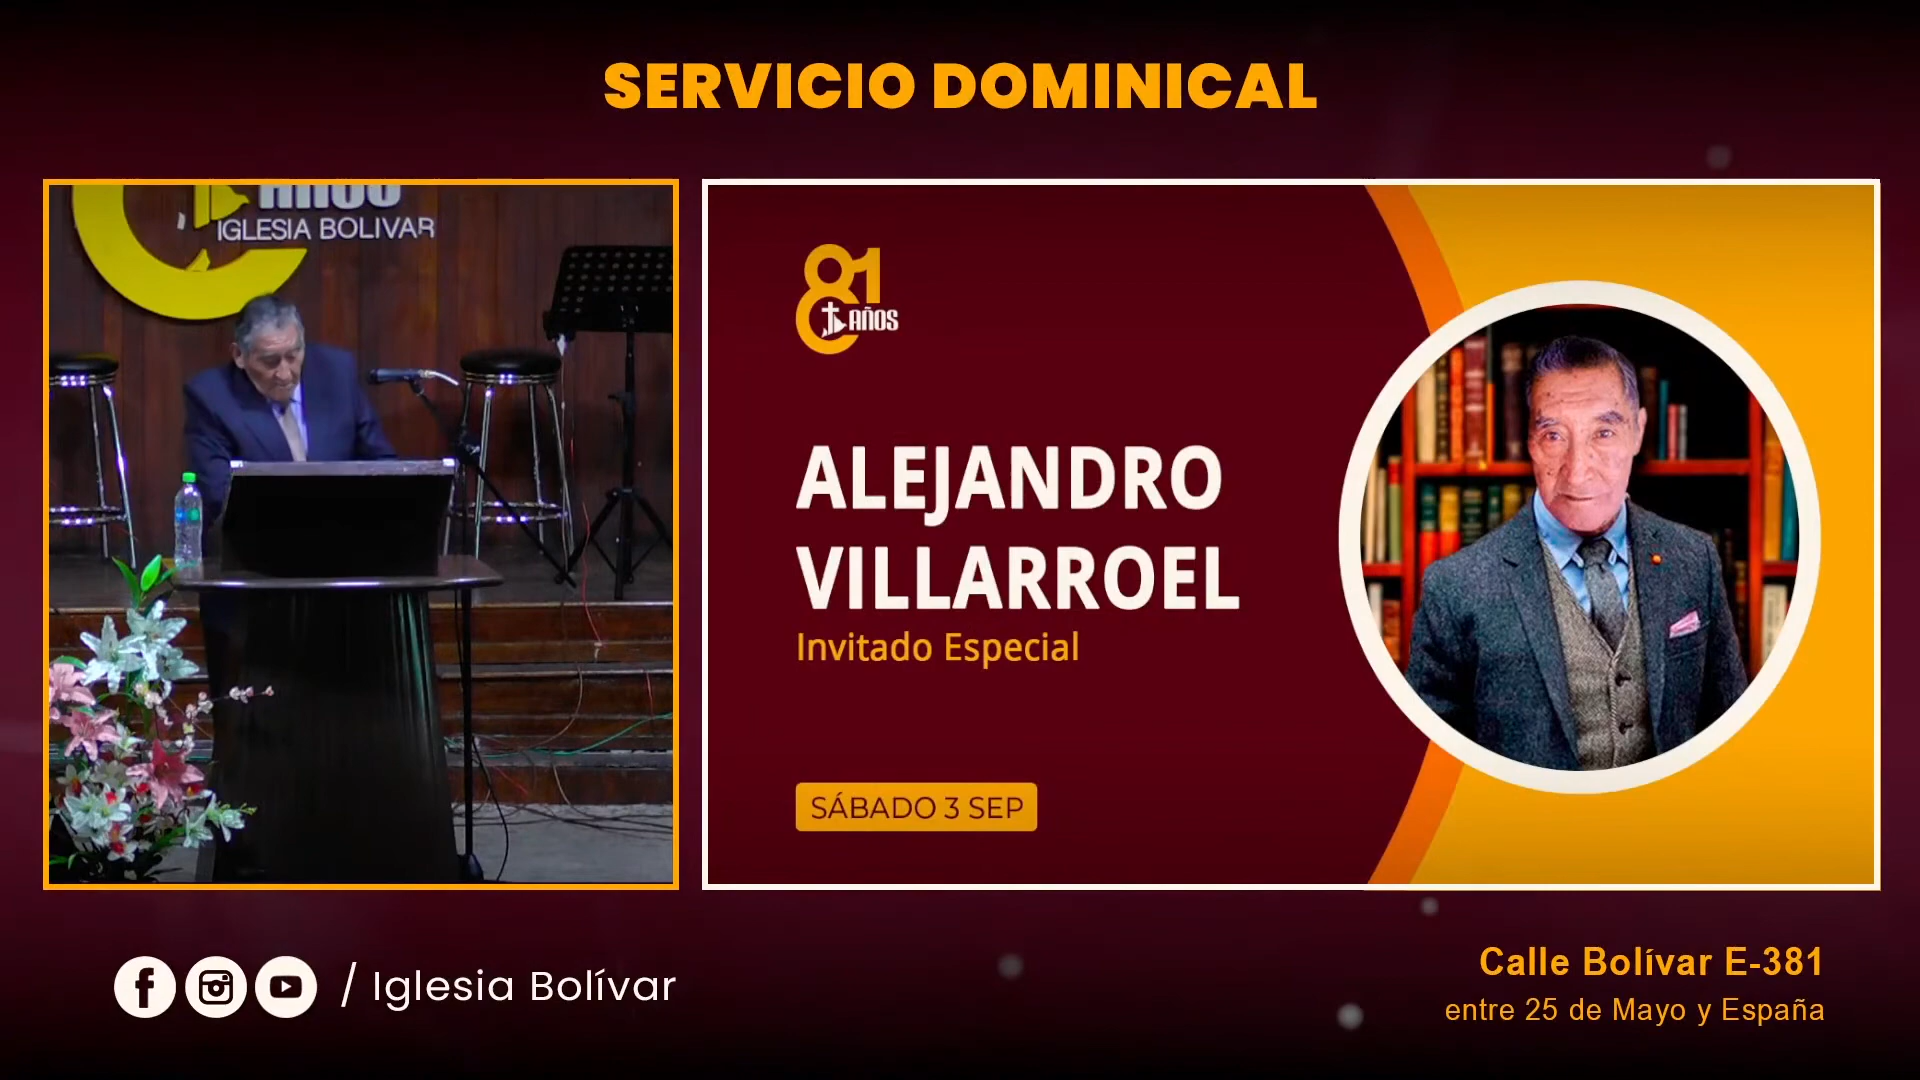 SERVICIO DOMINICAL
AÑOS
IGLESIA BOLIVAR
81
AÑOS
ALEJANDRO
VILLARROEL
Invitado Especial
SÁBADO 3 SEP
/ Iglesia Bolívar
Calle Bolívar E-381
entre 25 de Mayo y España